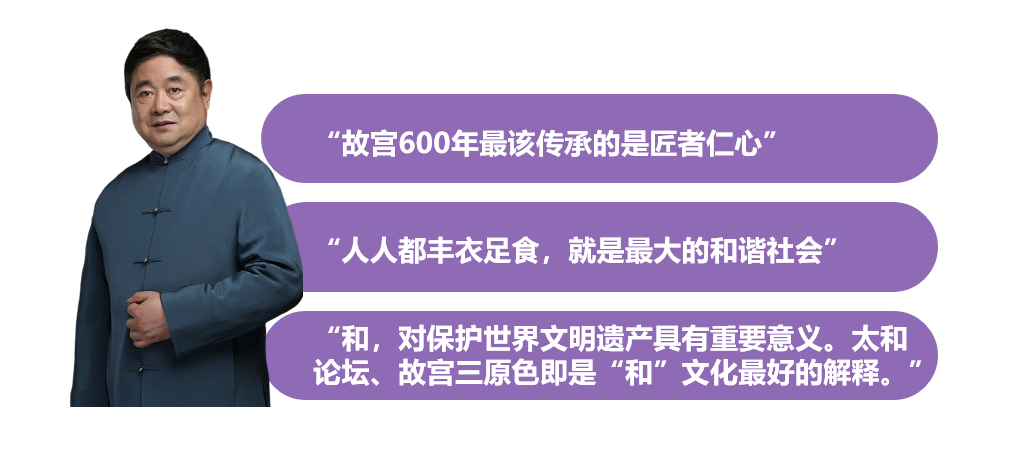 “故宫600年最该传承的是匠者仁心”
“人人都丰衣足食，就是最大的和谐社会”
“和，对保护世界文明遗产具有重要意义。太和
论坛、故宫三原色即是“和”文化最好的解释。”